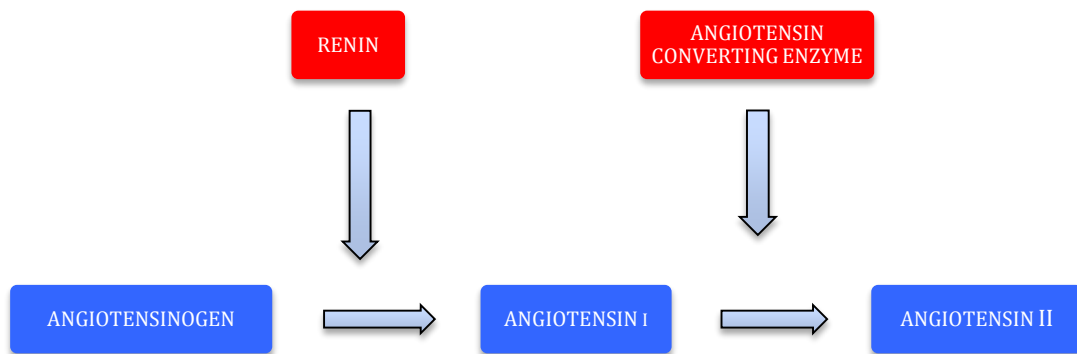 RENIN
ANGIOTENSIN
CONVERTING ENZYME
ANGIOTENSINOGEN
ANGIOTENSIN I
ANGIOTENSIN II